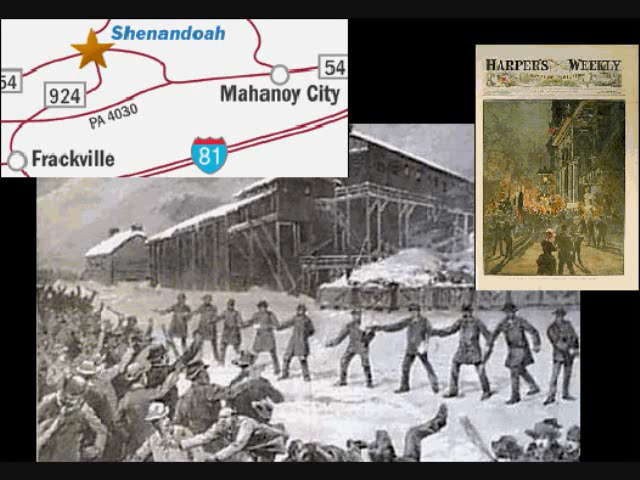 Shenandoah
54
54
Mahanoy City
924
PA 4030
Frackville
81
HARPER'S WEEKLY